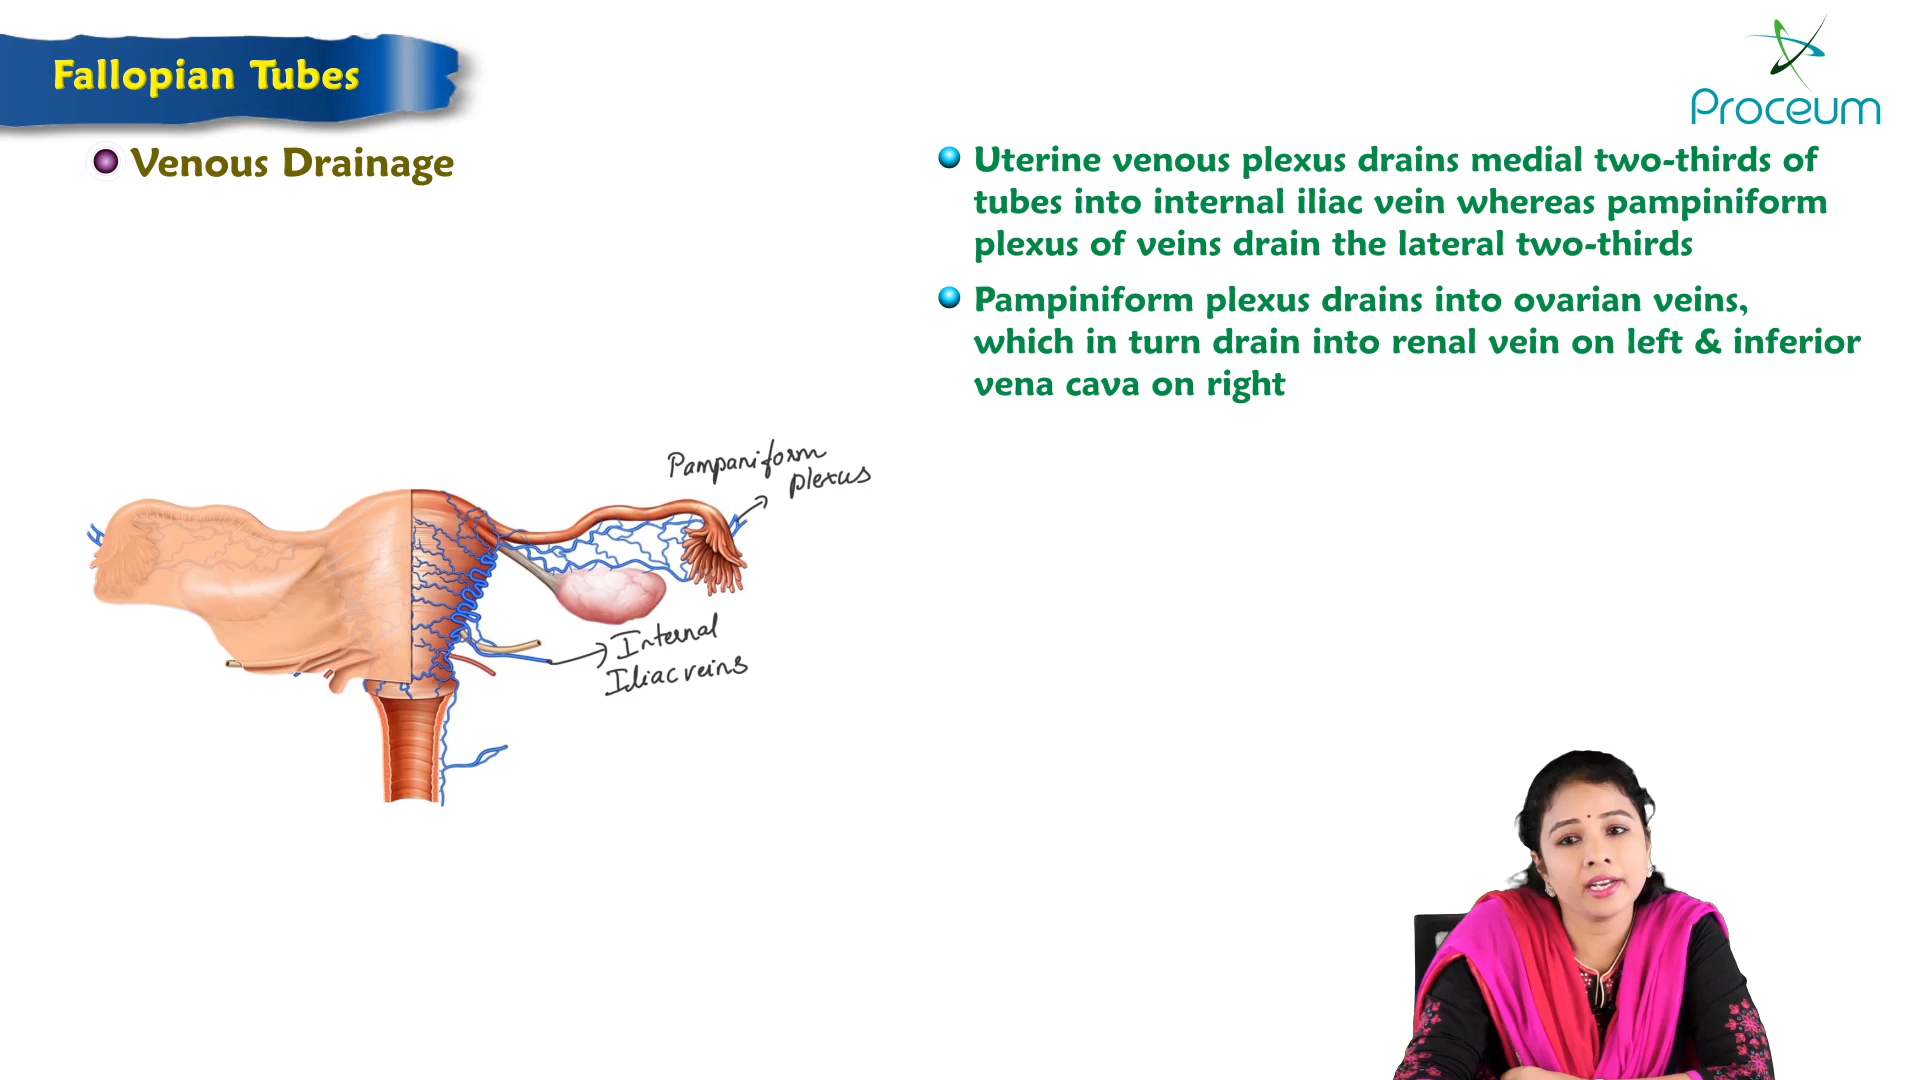 Fallopian Tubes
Proceum
Venous Drainage
Uterine venous plexus drains medial two-thirds of
tubes into internal iliac vein whereas pampiniform
plexus of veins drain the lateral two-thirds
Pampiniform plexus drains into ovarian veins,
which in turn drain into renal vein on left & inferior
vena cava on right
Pampaniform
plexus
Internal
Iliac veins